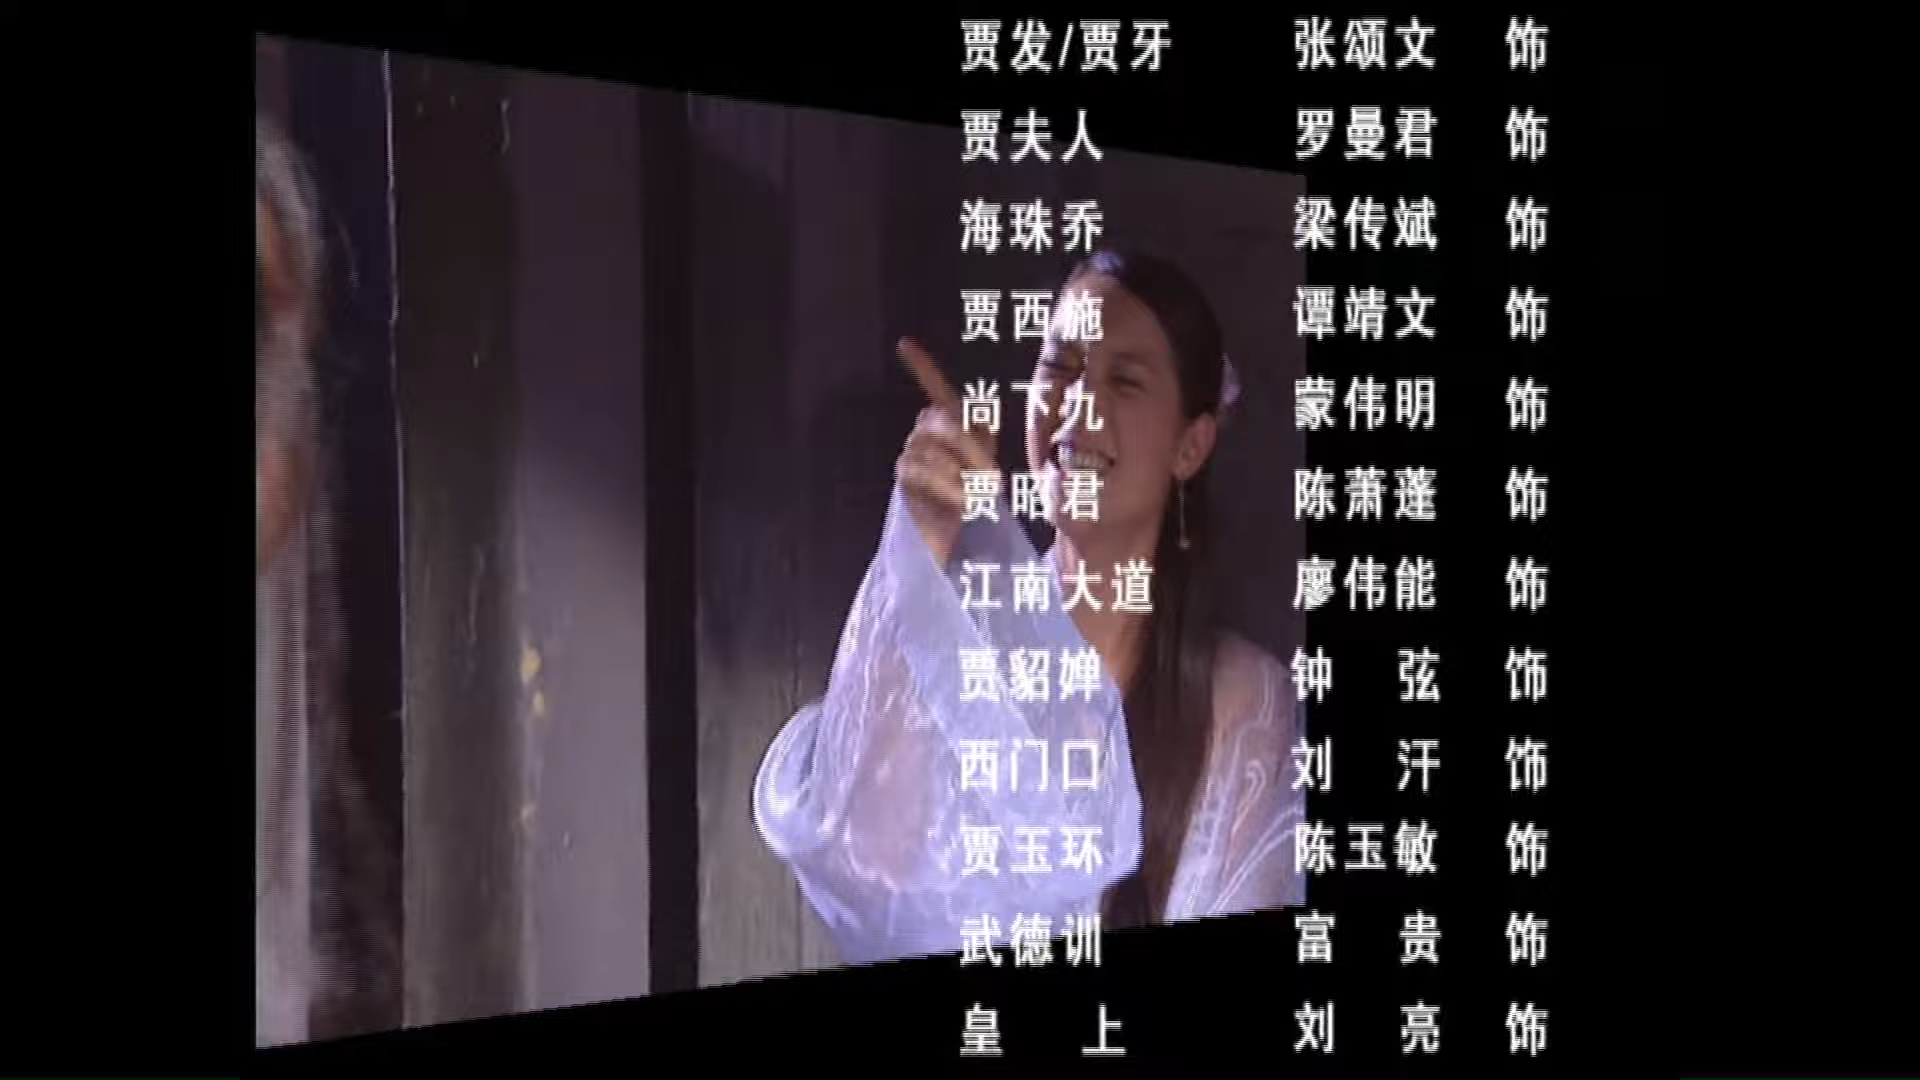 贾发/贾牙 张颂文 饰
贾夫人 罗曼君 饰
海珠乔 梁传斌 饰
贾西施 谭靖文 饰
尚下九 蒙伟明 饰
贾昭君 陈萧蓬 饰
江南大道 廖伟能 饰
贾貂婵 钟弦 饰
西门口 刘汗 饰
贾玉环 陈玉敏 饰
武德训 富贵 饰
皇上 刘亮 饰